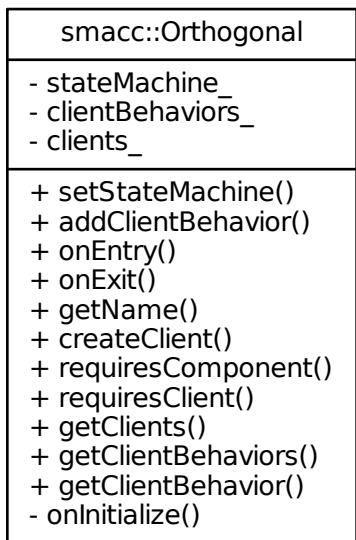 smacc::Orthogonal
- stateMachine_
- clientBehaviors_
- clients_
+ setStateMachine()
+ addClientBehavior()
+ onEntry()
+ onExit()
+ getName()
+ createClient()
+ requiresComponent()
+ requiresClient()
+ getClients()
+ getClientBehaviors()
+ getClientBehavior()
- onInitialize()